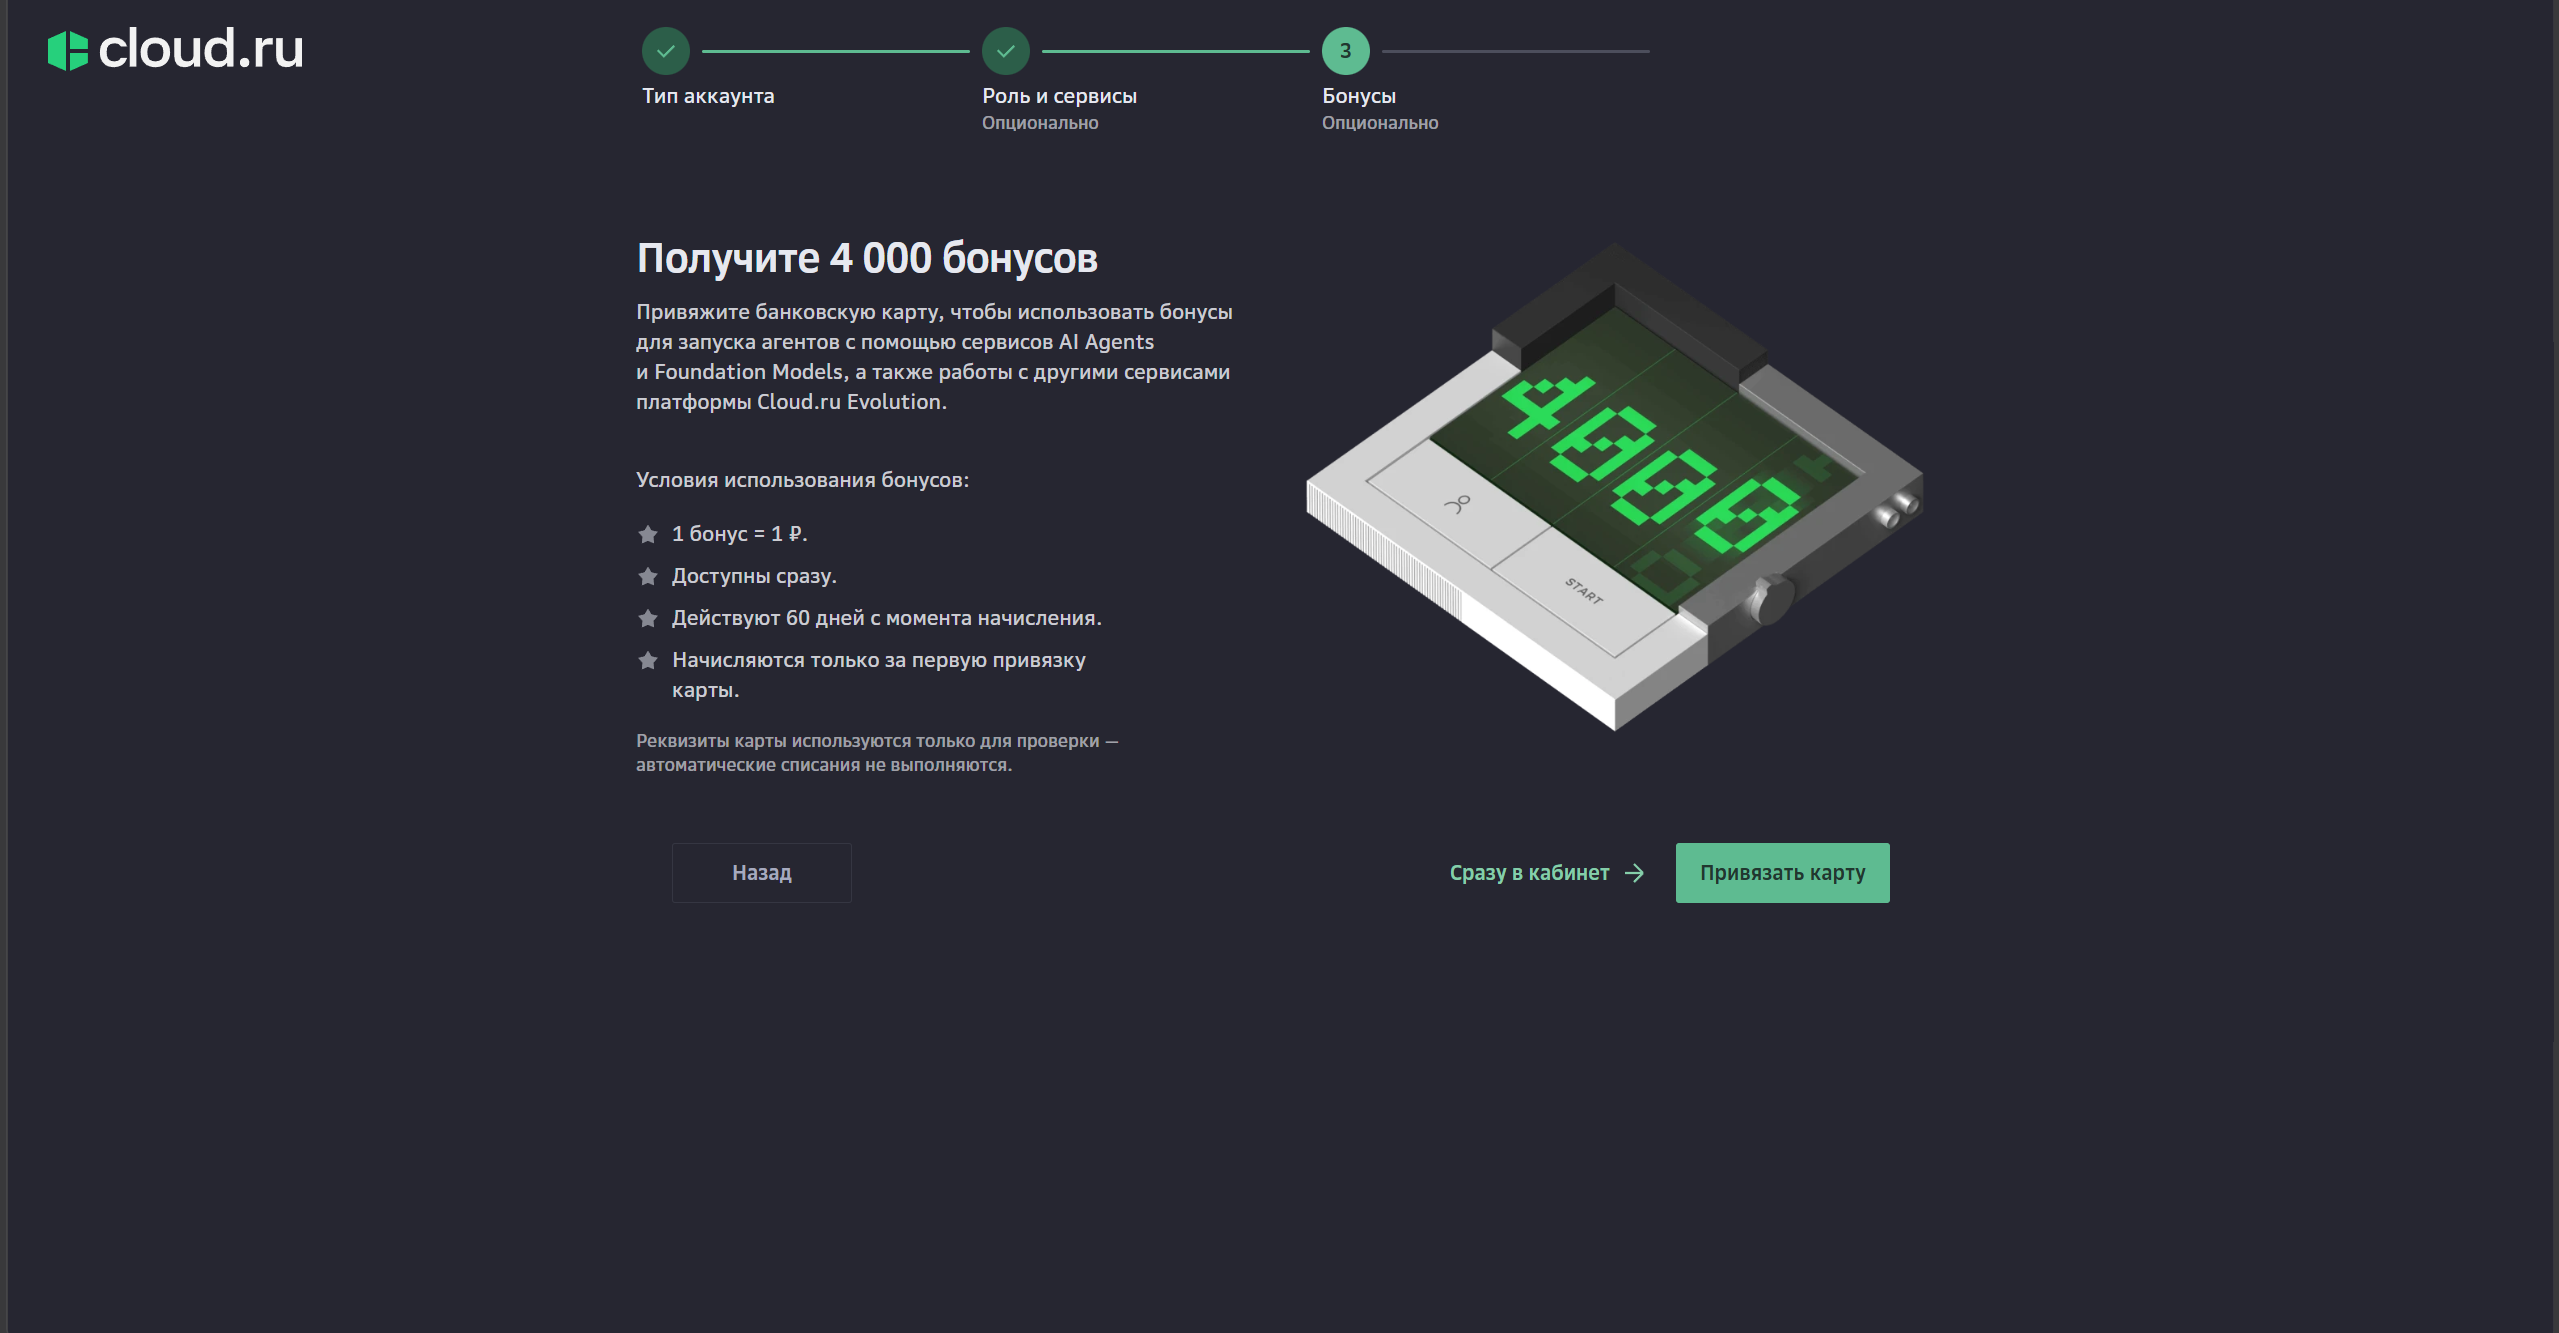 cloud.ru
3
Тип аккаунта
Роль и сервисы
Опционально
Бонусы
Опционально
Получите 4 000 бонусов
Привяжите банковскую карту, чтобы использовать бонусы
для запуска агентов с помощью сервисов AI Agents
и Foundation Models, а также работы с другими сервисами
платформы Cloud.ru Evolution.
Условия использования бонусов:
1 бонус = 1 ₽.
Доступны сразу.
Действуют 60 дней с момента начисления.
Начисляются только за первую привязку
карты.
Реквизиты карты используются только для проверки —
автоматические списания не выполняются.
4000
START
Назад
Сразу в кабинет
Привязать карту